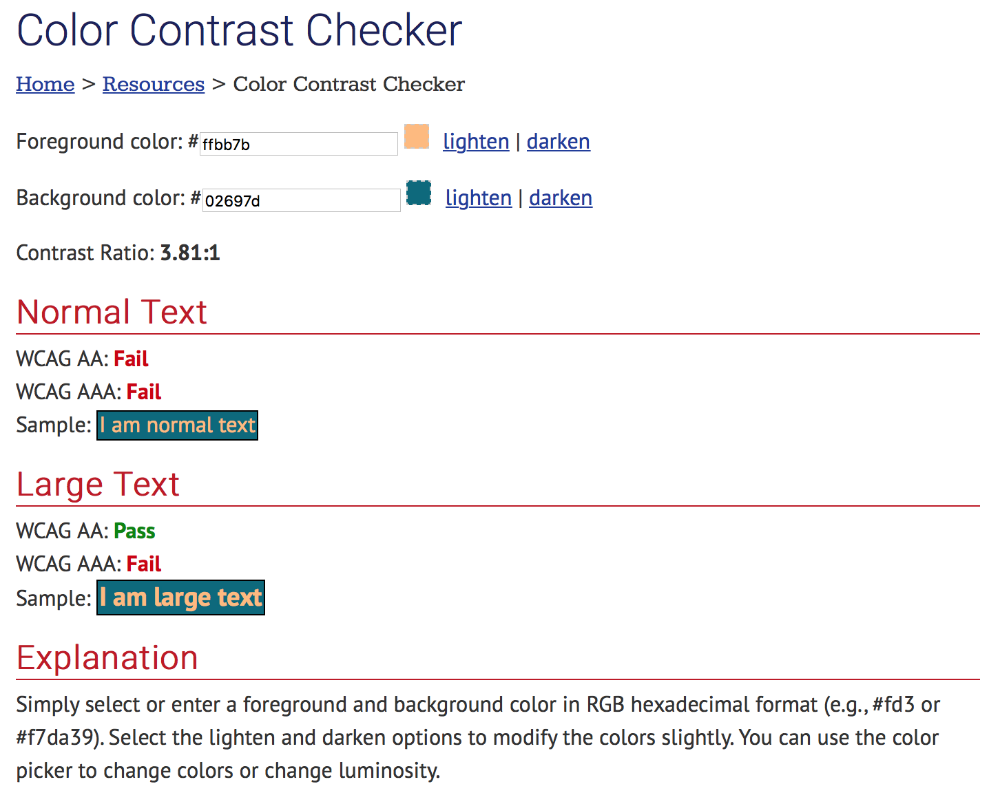 Color Contrast Checker
Home > Resources > Color Contrast Checker
Foreground color: #ffbb7b lighten | darken
Background color: #02697d lighten | darken
Contrast Ratio: 3.81:1
Normal Text
WCAG AA: Fail
WCAG AAA: Fail
Sample: I am normal text
Large Text
WCAG AA: Pass
WCAG AAA: Fail
Sample: I am large text
Explanation
Simply select or enter a foreground and background color in RGB hexadecimal format (e.g., #fd3 or
#f7da39). Select the lighten and darken options to modify the colors slightly. You can use the color
picker to change colors or change luminosity.